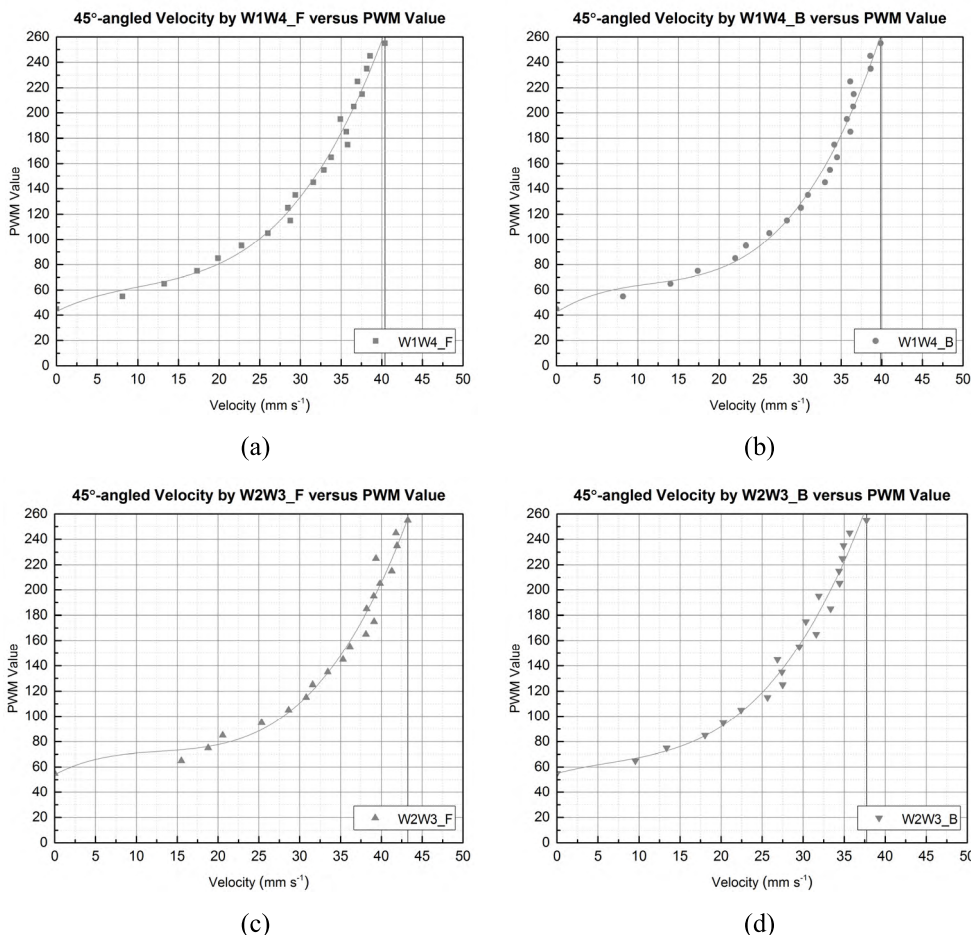 45°-angled Velocity by W1W4_F versus PWM Value
260
240
220
200
180
160
140
120
100
80
60
40
20
0
PWM Value
W1W4_F
0 5 10 15 20 25 30 35 40 45 50
Velocity (mm s⁻¹)
(a)
45°-angled Velocity by W1W4_B versus PWM Value
260
240
220
200
180
160
140
120
100
80
60
40
20
0
PWM Value
W1W4_B
0 5 10 15 20 25 30 35 40 45 50
Velocity (mm s⁻¹)
(b)
45°-angled Velocity by W2W3_F versus PWM Value
260
240
220
200
180
160
140
120
100
80
60
40
20
0
PWM Value
W2W3_F
0 5 10 15 20 25 30 35 40 45 50
Velocity (mm s⁻¹)
(c)
45°-angled Velocity by W2W3_B versus PWM Value
260
240
220
200
180
160
140
120
100
80
60
40
20
0
PWM Value
W2W3_B
0 5 10 15 20 25 30 35 40 45 50
Velocity (mm s⁻¹)
(d)